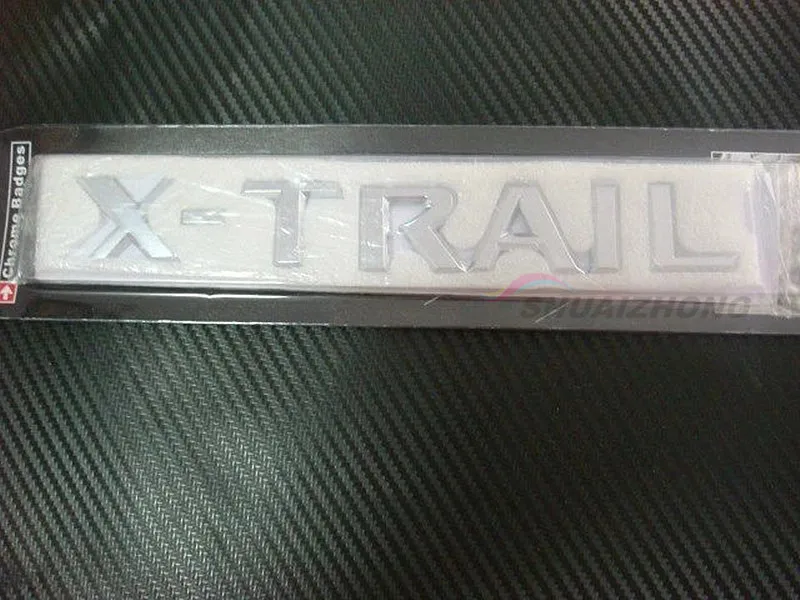 Chrome Badges
X-TRAIL
SHUAIZHONG